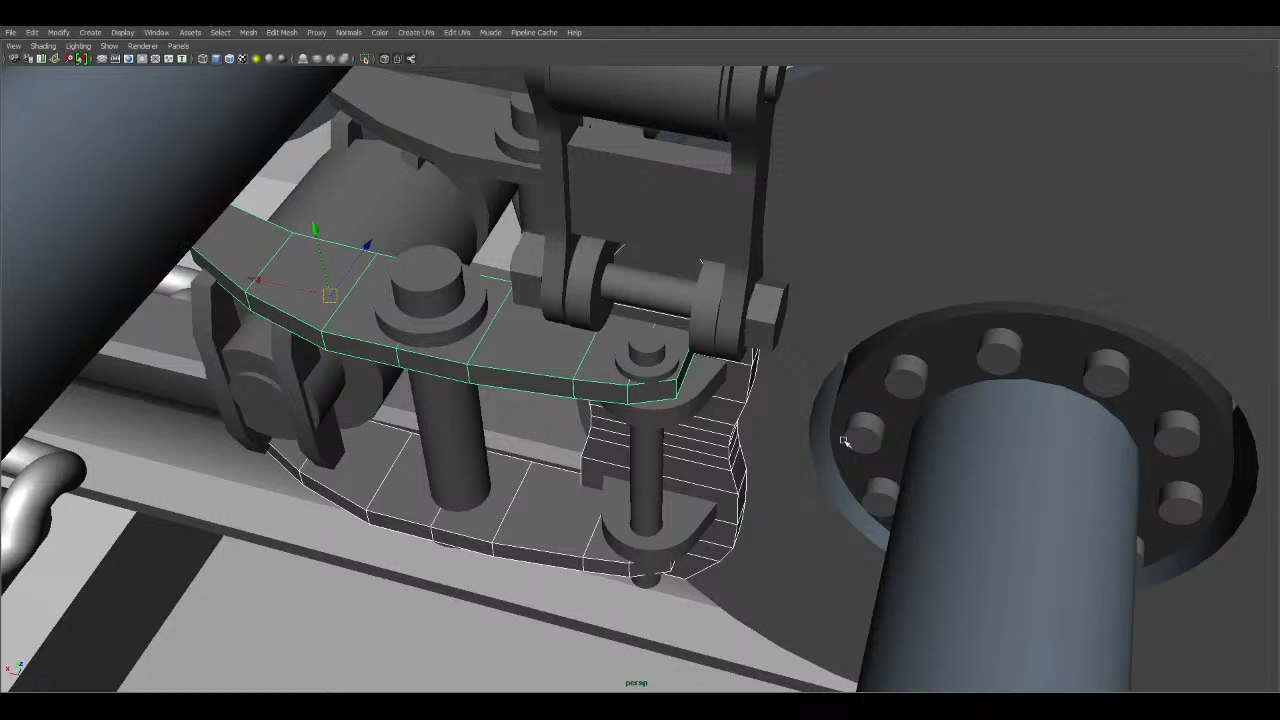 File Edit Modify Create Display Window Assets Select Mesh Edit Mesh Proxy Normals Color Create UVs Edit UVs Muscle Pipeline Cache Help
View Shading Lighting Show Renderer Panels
persp